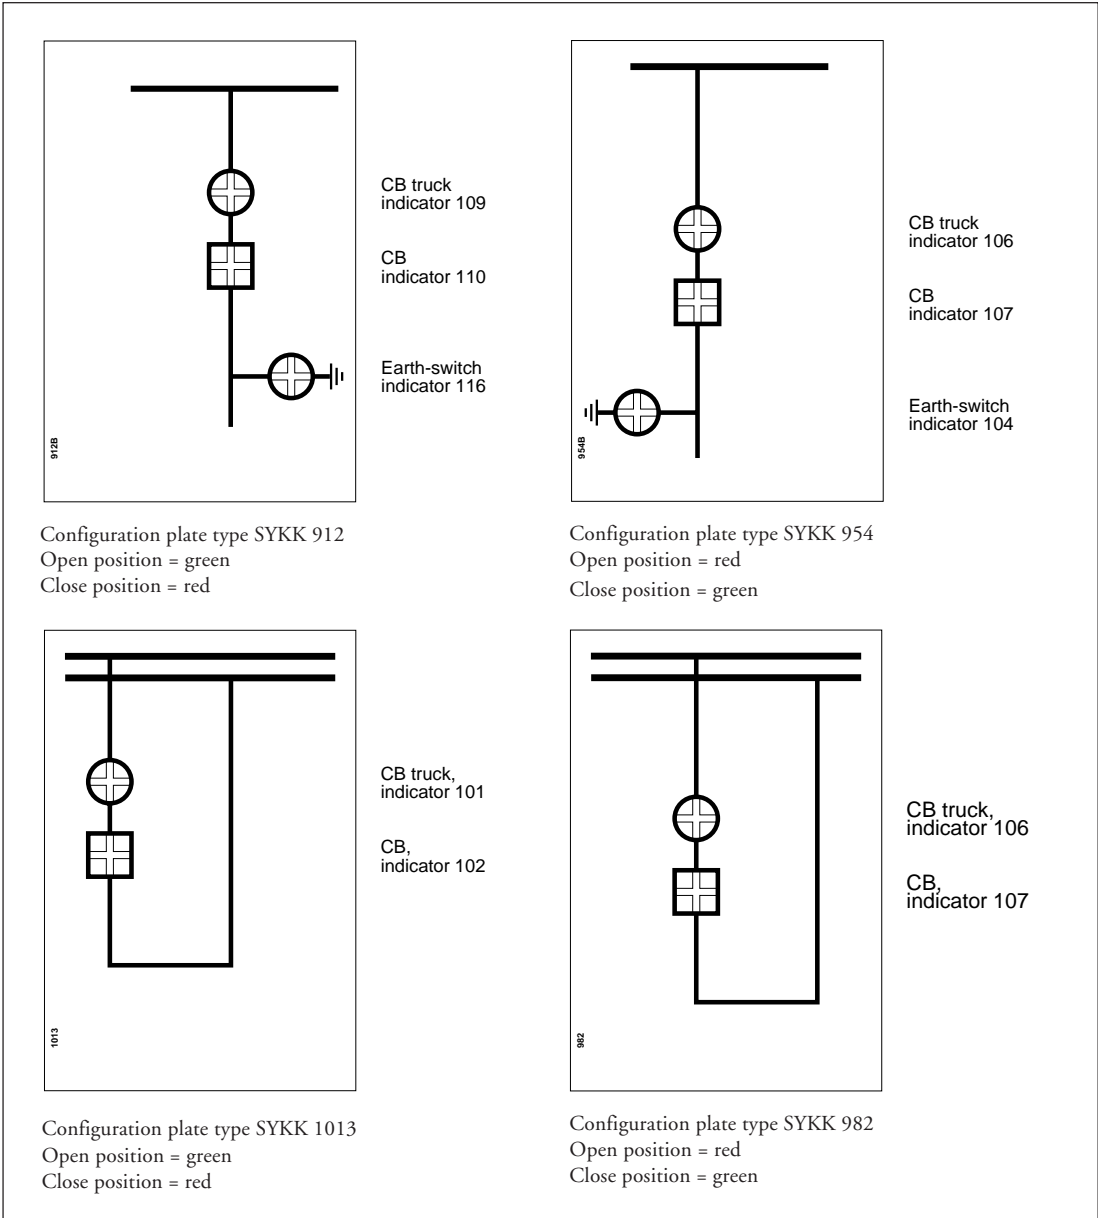 CB truck
indicator 109
CB
indicator 110
Earth-switch
indicator 116
912B
Configuration plate type SYKK 912
Open position = green
Close position = red
CB truck
indicator 106
CB
indicator 107
Earth-switch
indicator 104
954B
Configuration plate type SYKK 954
Open position = red
Close position = green
CB truck,
indicator 101
CB,
indicator 102
1013
Configuration plate type SYKK 1013
Open position = green
Close position = red
CB truck,
indicator 106
CB,
indicator 107
982
Configuration plate type SYKK 982
Open position = red
Close position = green